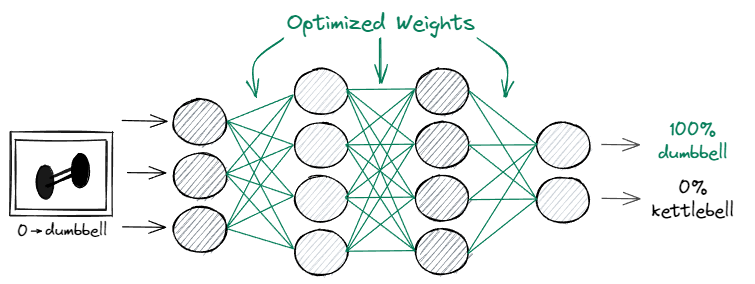 Optimized Weights
0→dumbbell
100%
dumbbell
0%
kettlebell